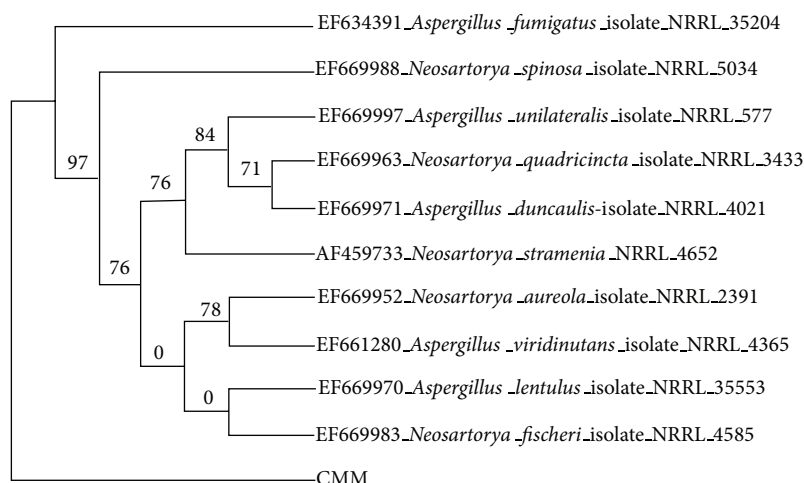 EF634391_Aspergillus_fumigatus_isolate_NRRL_35204
EF669988_Neosartorya_spinosa_isolate_NRRL_5034
EF669997_Aspergillus_unilateralis_isolate_NRRL_577
84
EF669963_Neosartorya_quadricincta_isolate_NRRL_3433
97
71
76
EF669971_Aspergillus_duncaulis-isolate_NRRL_4021
AF459733_Neosartorya_stramenia_NRRL_4652
76
EF669952_Neosartorya_aureola_isolate_NRRL_2391
78
EF661280_Aspergillus_viridinutans_isolate_NRRL_4365
0
EF669970_Aspergillus_lentulus_isolate_NRRL_35553
0
EF669983_Neosartorya_fischeri_isolate_NRRL_4585
CMM